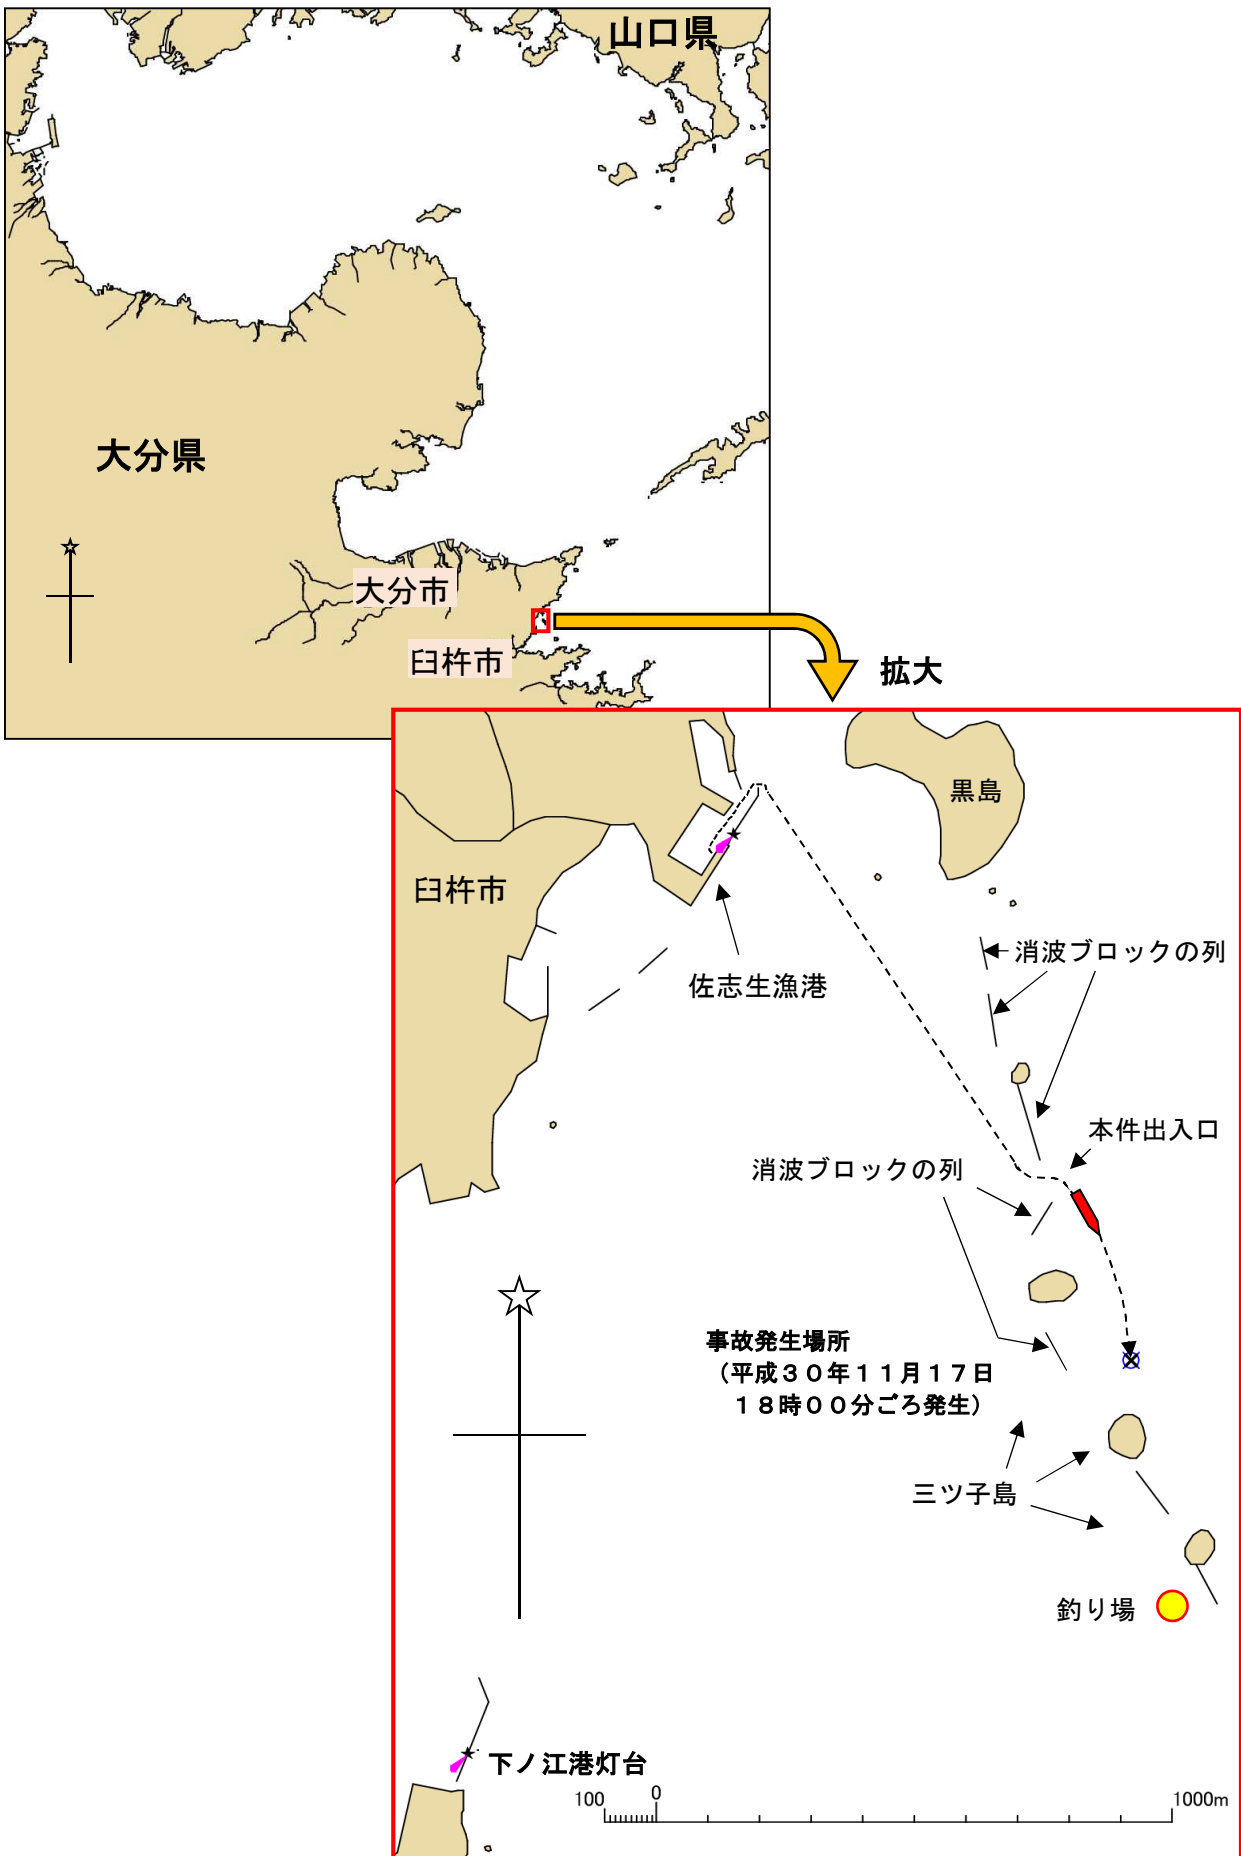 山口県
大分県
大分市
臼杵市
拡大
黒島
臼杵市
消波ブロックの列
佐志生漁港
本件出入口
消波ブロックの列
事故発生場所
（平成３０年１１月１７日
１８時００分ごろ発生）
三ツ子島
釣り場
下ノ江港灯台
100 0 1000m